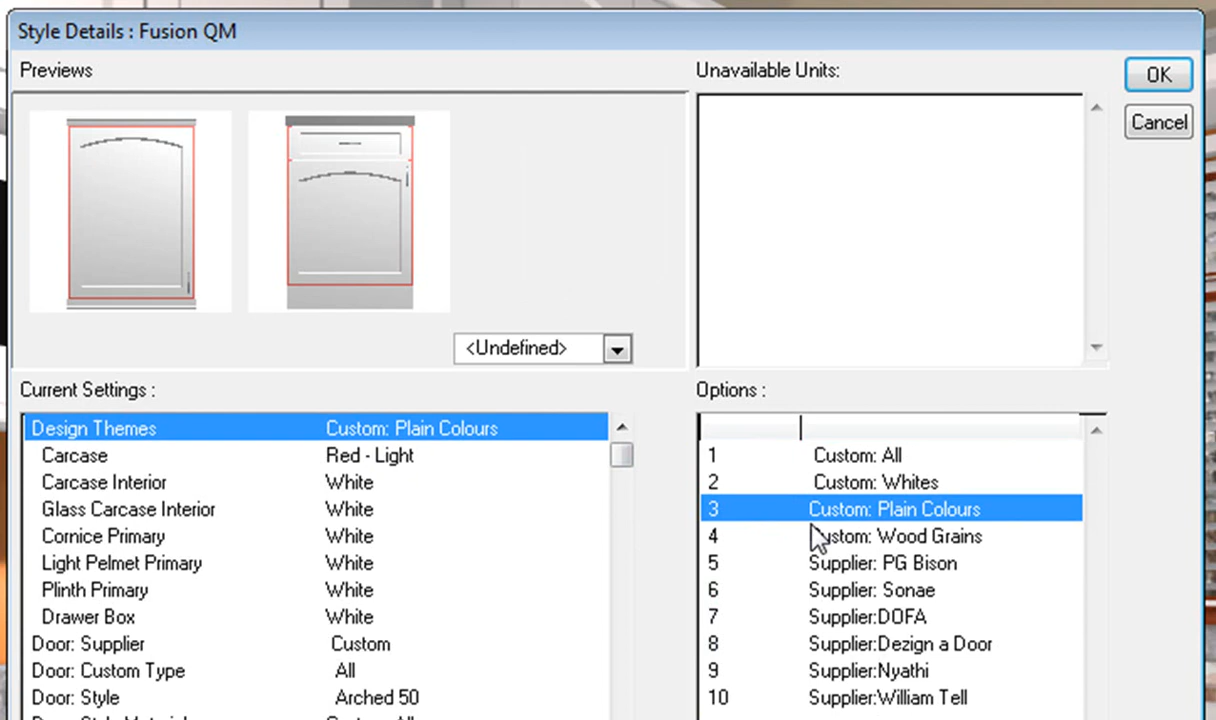 Style Details : Fusion QM
Previews
Unavailable Units:
OK
Cancel
<Undefined>
Current Settings :
Design Themes Custom: Plain Colours
Carcase Red - Light
Carcase Interior White
Glass Carcase Interior White
Cornice Primary White
Light Pelmet Primary White
Plinth Primary White
Drawer Box White
Door: Supplier Custom
Door: Custom Type All
Door: Style Arched 50
Options :
1 Custom: All
2 Custom: Whites
3 Custom: Plain Colours
4 Custom: Wood Grains
5 Supplier: PG Bison
6 Supplier: Sonae
7 Supplier:DOFA
8 Supplier:Dezign a Door
9 Supplier:Nyathi
10 Supplier:William Tell